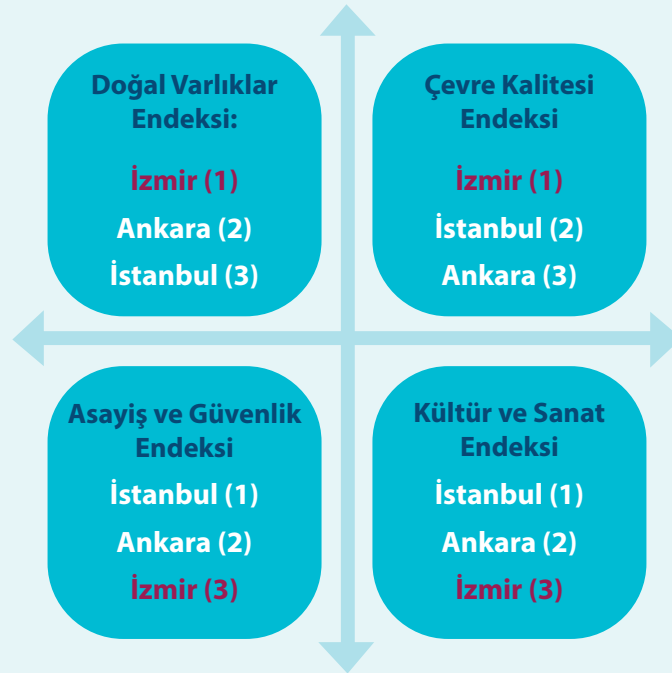 Doğal Varlıklar
Endeksi:
İzmir (1)
Ankara (2)
İstanbul (3)
Çevre Kalitesi
Endeksi
İzmir (1)
İstanbul (2)
Ankara (3)
Asayiş ve Güvenlik
Endeksi
İstanbul (1)
Ankara (2)
İzmir (3)
Kültür ve Sanat
Endeksi
İstanbul (1)
Ankara (2)
İzmir (3)